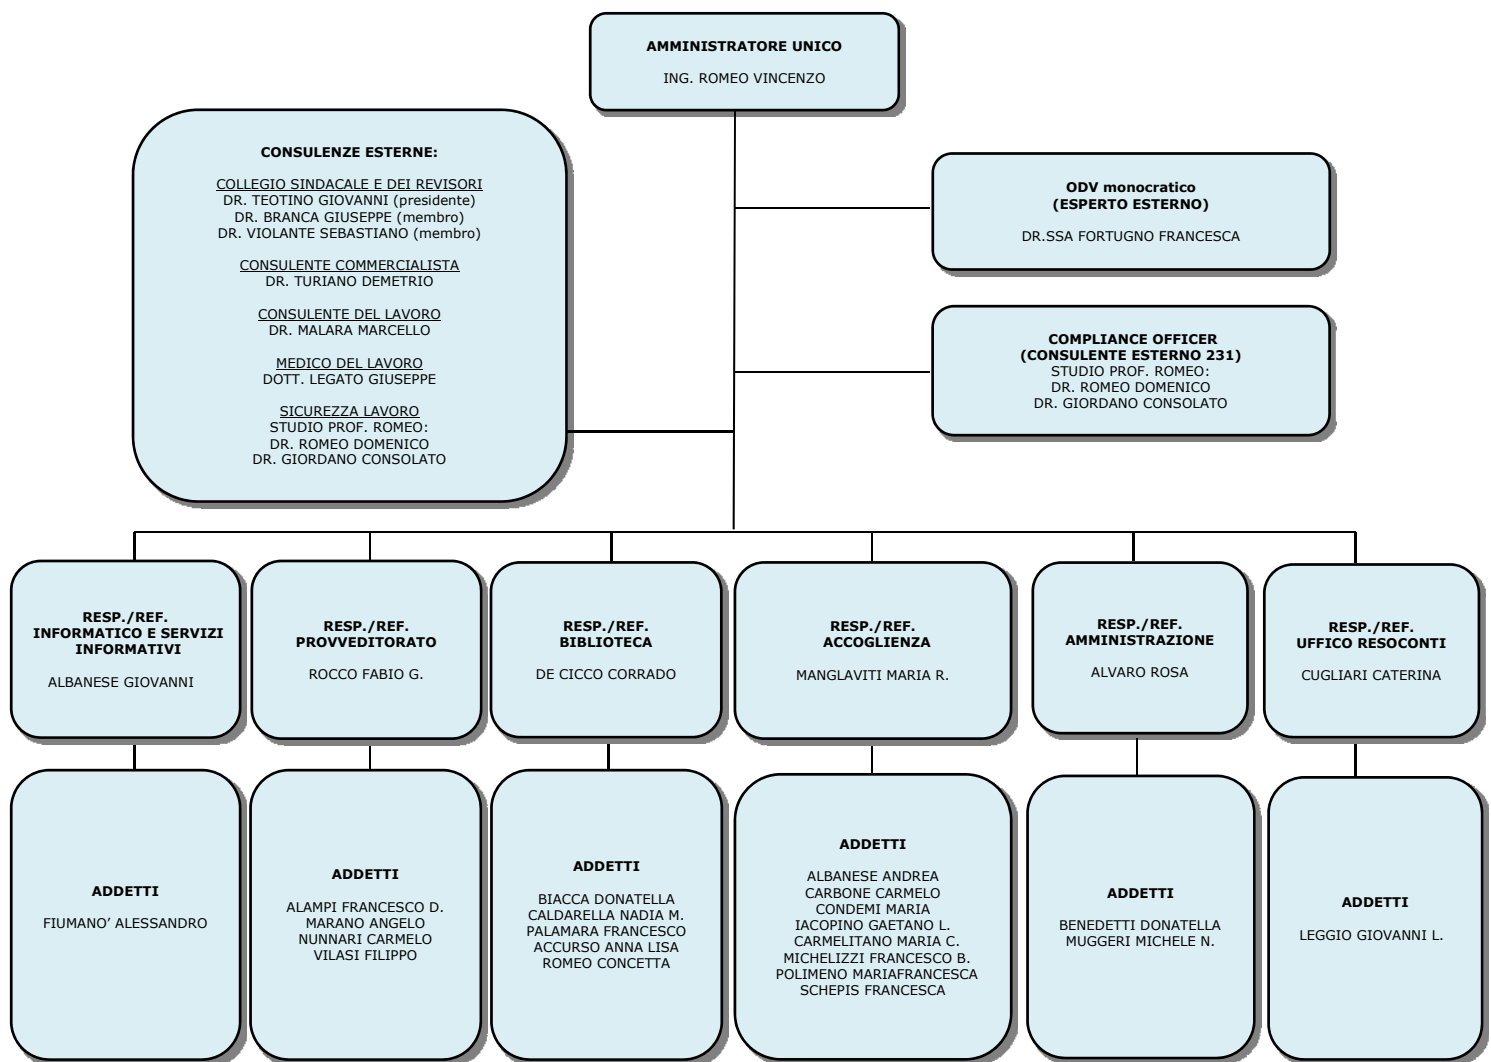 AMMINISTRATORE UNICO
ING. ROMEO VINCENZO
CONSULENZE ESTERNE:
COLLEGIO SINDACALE E DEI REVISORI
DR. TEOTINO GIOVANNI (presidente)
DR. BRANCA GIUSEPPE (membro)
DR. VIOLANTE SEBASTIANO (membro)
CONSULENTE COMMERCIALISTA
DR. TURIANO DEMETRIO
CONSULENTE DEL LAVORO
DR. MALARA MARCELLO
MEDICO DEL LAVORO
DOTT. LEGATO GIUSEPPE
SICUREZZA LAVORO
STUDIO PROF. ROMEO:
DR. ROMEO DOMENICO
DR. GIORDANO CONSOLATO
ODV monocratico
(ESPERTO ESTERNO)
DR.SSA FORTUGNO FRANCESCA
COMPLIANCE OFFICER
(CONSULENTE ESTERNO 231)
STUDIO PROF. ROMEO:
DR. ROMEO DOMENICO
DR. GIORDANO CONSOLATO
RESP./REF.
INFORMATICO E SERVIZI
INFORMATIVI
ALBANESE GIOVANNI
RESP./REF.
PROVVEDITORATO
ROCCO FABIO G.
RESP./REF.
BIBLIOTECA
DE CICCO CORRADO
RESP./REF.
ACCOGLIENZA
MANGLAVITI MARIA R.
RESP./REF.
AMMINISTRAZIONE
ALVARO ROSA
RESP./REF.
UFFICO RESOCONTI
CUGLIARI CATERINA
ADDETTI
FIUMANO’ ALESSANDRO
ADDETTI
ALAMPI FRANCESCO D.
MARANO ANGELO
NUNNARI CARMELO
VILASI FILIPPO
ADDETTI
BIACCA DONATELLA
CALDARELLA NADIA M.
PALAMARA FRANCESCO
ACCURSO ANNA LISA
ROMEO CONCETTA
ADDETTI
ALBANESE ANDREA
CARBONE CARMELO
CONDEMI MARIA
IACOPINO GAETANO L.
CARMELITANO MARIA C.
MICHELIZZI FRANCESCO B.
POLIMENO MARIAFRANCESCA
SCHEPIS FRANCESCA
ADDETTI
BENEDETTI DONATELLA
MUGGERI MICHELE N.
ADDETTI
LEGGIO GIOVANNI L.